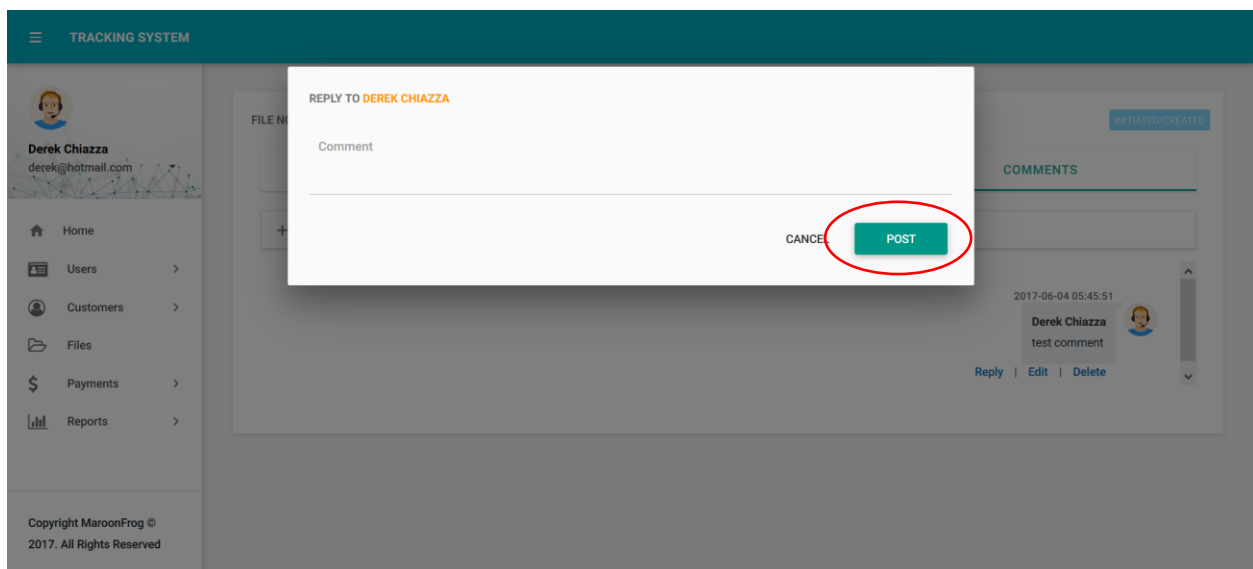 TRACKING SYSTEM
Derek Chiazza
derek@hotmail.com
Home
Users
Customers
Files
Payments
Reports
Copyright MaroonFrog ©
2017. All Rights Reserved
REPLY TO DEREK CHIAZZA
Comment
CANCEL
POST
FILE
INITIATED/CREATED
COMMENTS
+
2017-06-04 05:45:51
Derek Chiazza
test comment
Reply | Edit | Delete